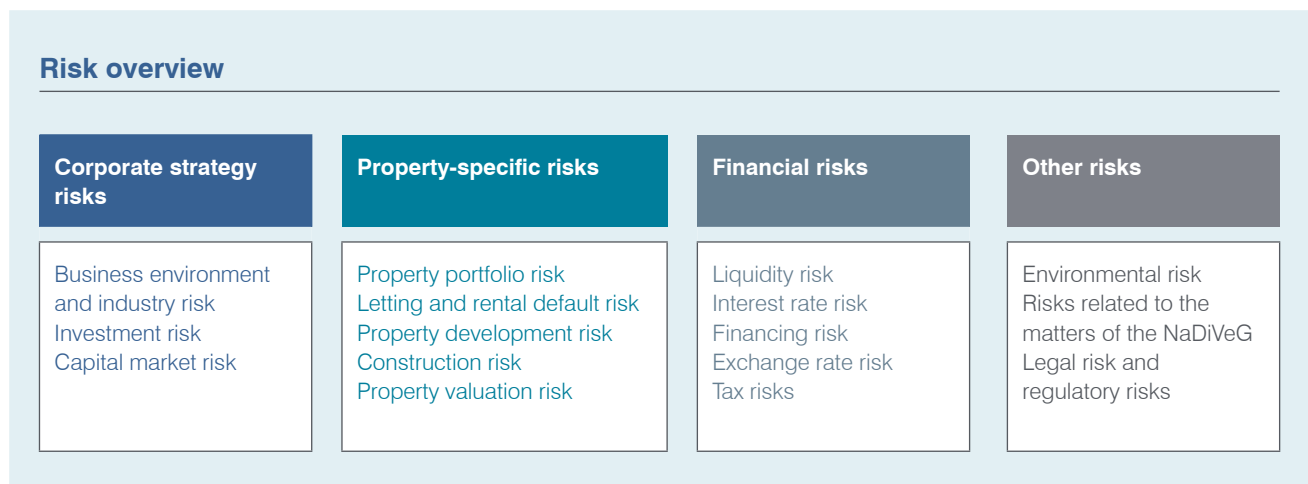 Risk overview
Corporate strategy
risks
Business environment
and industry risk
Investment risk
Capital market risk
Property-specific risks
Property portfolio risk
Letting and rental default risk
Property development risk
Construction risk
Property valuation risk
Financial risks
Liquidity risk
Interest rate risk
Financing risk
Exchange rate risk
Tax risks
Other risks
Environmental risk
Risks related to the
matters of the NaDiVeG
Legal risk and
regulatory risks